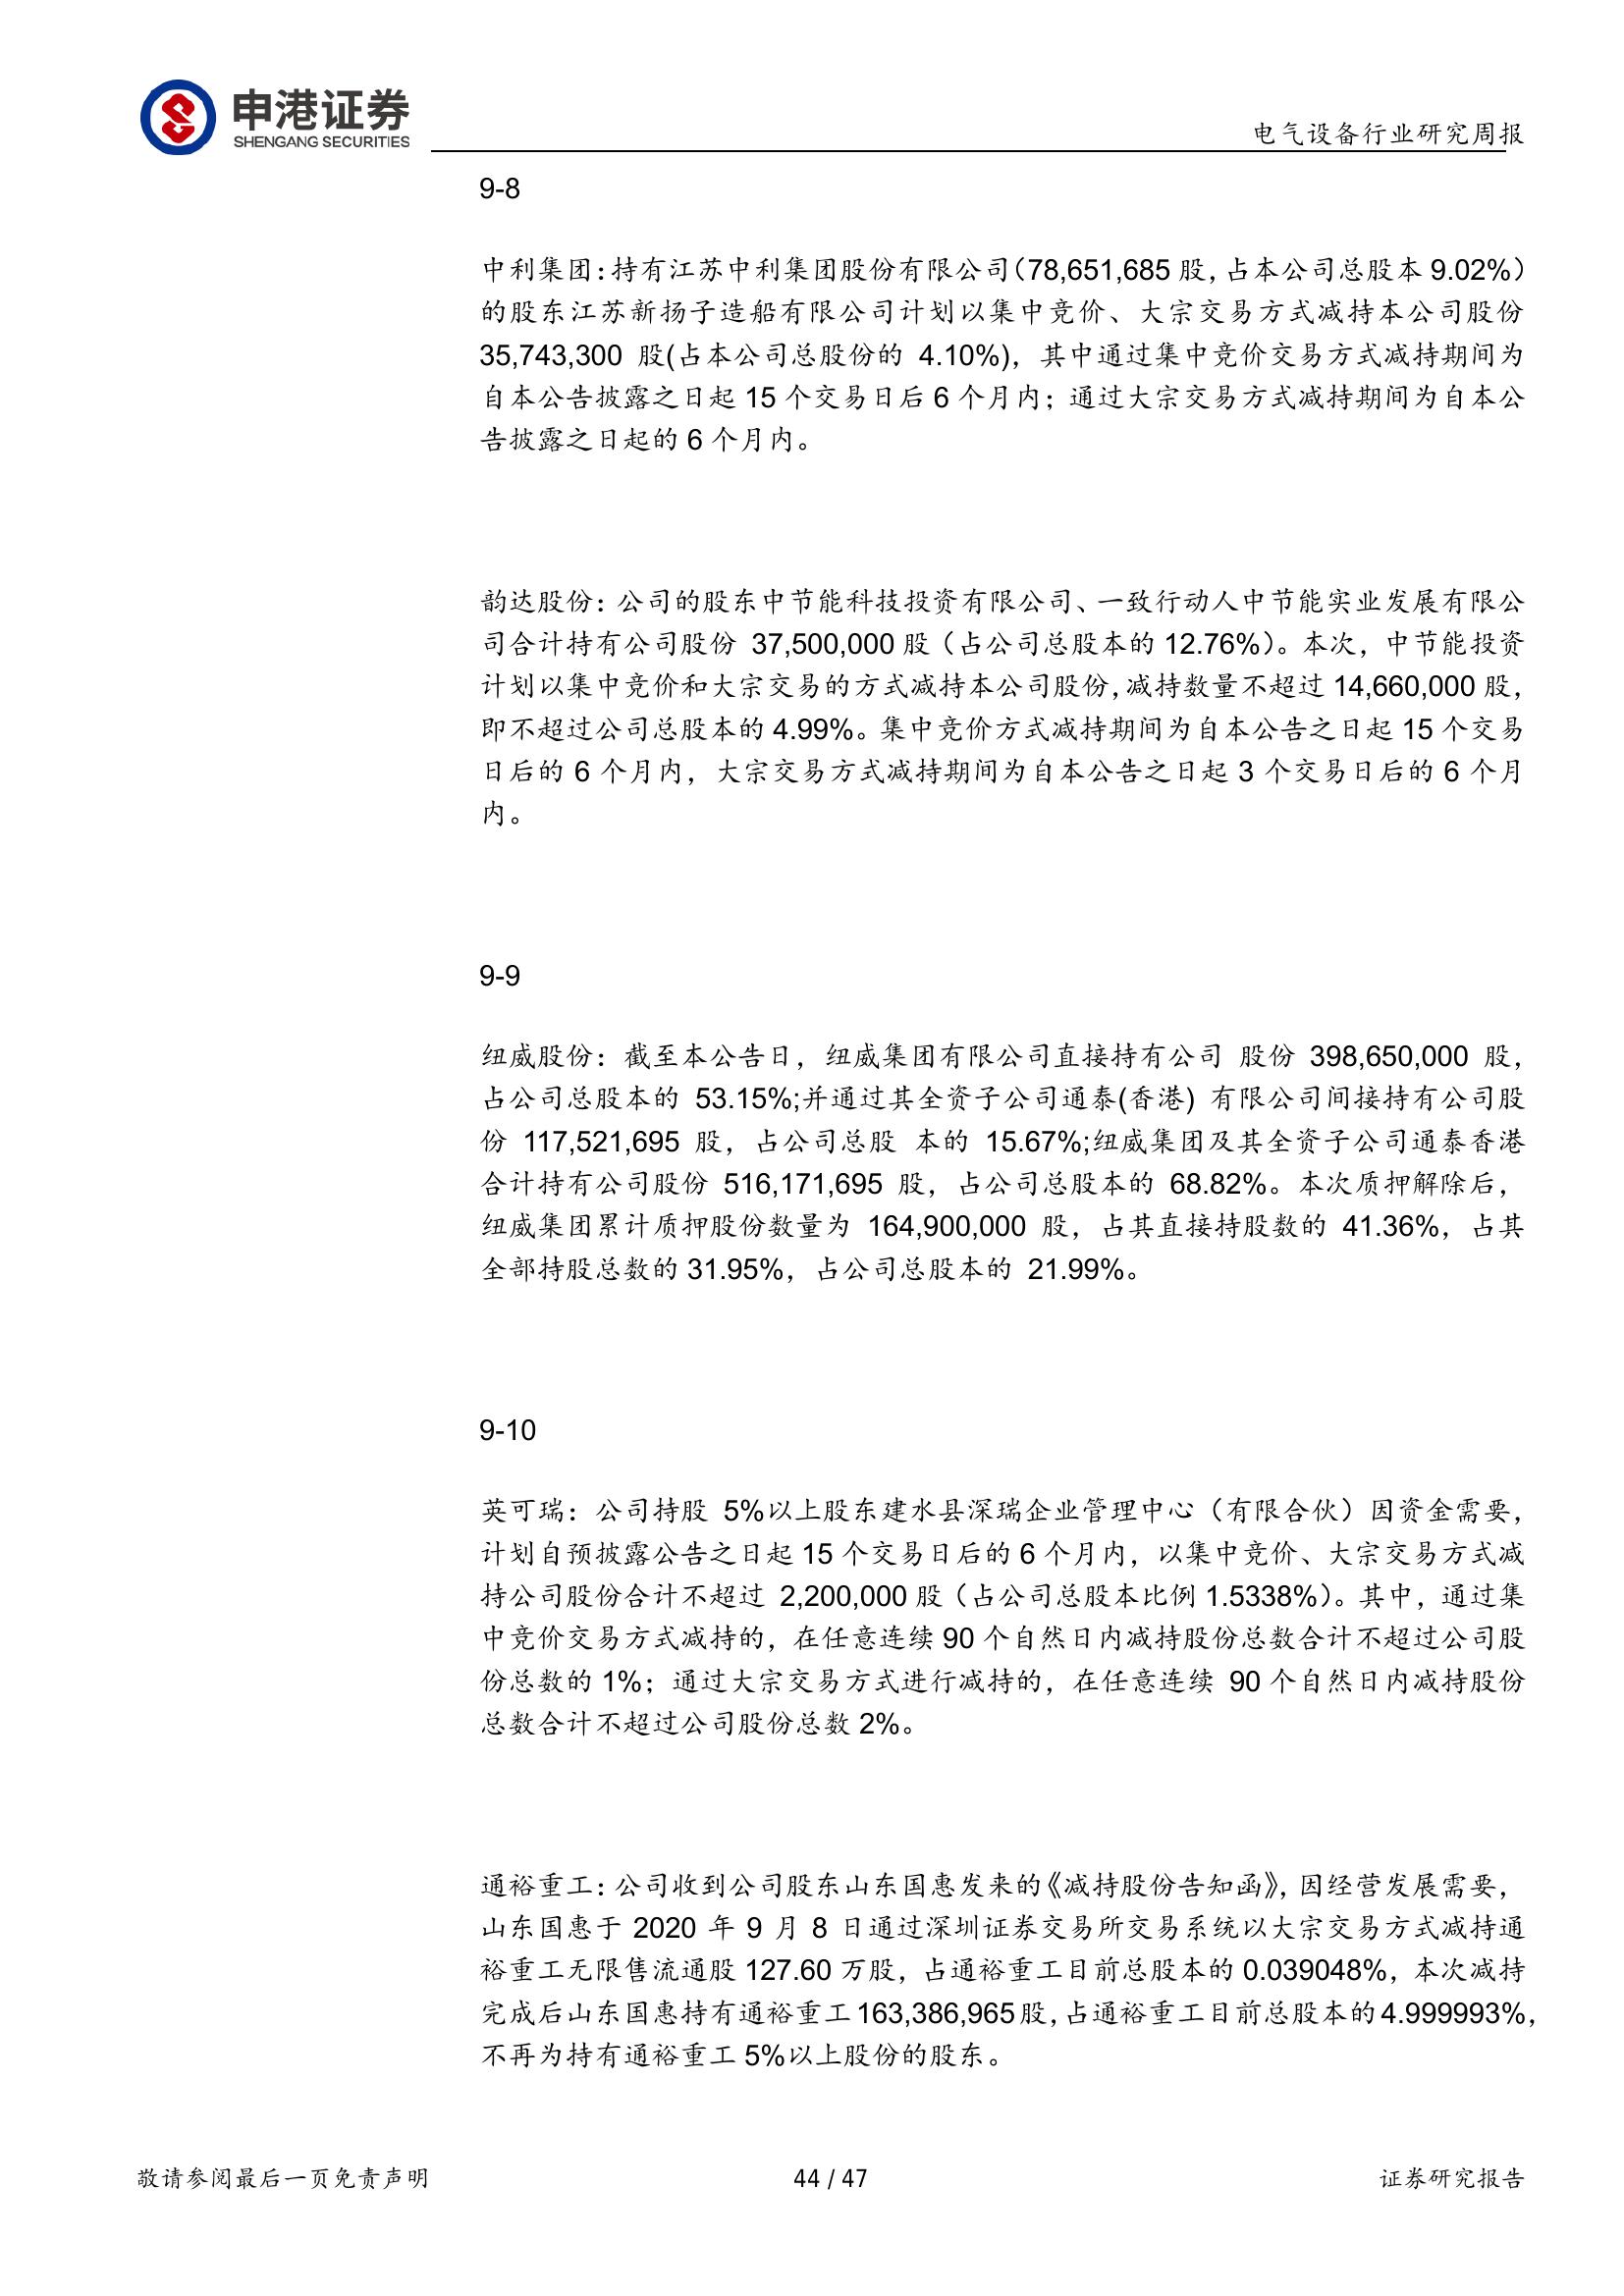 申港证券
SHENGANG SECURITIES
电气设备行业研究周报
9-8
中利集团：持有江苏中利集团股份有限公司（78,651,685 股，占本公司总股本 9.02%）
的股东江苏新扬子造船有限公司计划以集中竞价、大宗交易方式减持本公司股份
35,743,300 股(占本公司总股份的 4.10%)，其中通过集中竞价交易方式减持期间为
自本公告披露之日起 15 个交易日后 6 个月内；通过大宗交易方式减持期间为自本公
告披露之日起的 6 个月内。
韵达股份：公司的股东中节能科技投资有限公司、一致行动人中节能实业发展有限公
司合计持有公司股份 37,500,000 股（占公司总股本的 12.76%）。本次，中节能投资
计划以集中竞价和大宗交易的方式减持本公司股份，减持数量不超过 14,660,000 股，
即不超过公司总股本的 4.99%。集中竞价方式减持期间为自本公告之日起 15 个交易
日后的 6 个月内，大宗交易方式减持期间为自本公告之日起 3 个交易日后的 6 个月
内。
9-9
纽威股份：截至本公告日，纽威集团有限公司直接持有公司 股份 398,650,000 股，
占公司总股本的 53.15%;并通过其全资子公司通泰(香港) 有限公司间接持有公司股
份 117,521,695 股，占公司总股 本的 15.67%;纽威集团及其全资子公司通泰香港
合计持有公司股份 516,171,695 股，占公司总股本的 68.82%。本次质押解除后，
纽威集团累计质押股份数量为 164,900,000 股，占其直接持股数的 41.36%，占其
全部持股总数的 31.95%，占公司总股本的 21.99%。
9-10
英可瑞：公司持股 5%以上股东建水县深瑞企业管理中心（有限合伙）因资金需要，
计划自预披露公告之日起 15 个交易日后的 6 个月内，以集中竞价、大宗交易方式减
持公司股份合计不超过 2,200,000 股（占公司总股本比例 1.5338%）。其中，通过集
中竞价交易方式减持的，在任意连续 90 个自然日内减持股份总数合计不超过公司股
份总数的 1%；通过大宗交易方式进行减持的，在任意连续 90 个自然日内减持股份
总数合计不超过公司股份总数 2%。
通裕重工：公司收到公司股东山东国惠发来的《减持股份告知函》，因经营发展需要，
山东国惠于 2020 年 9 月 8 日通过深圳证券交易所交易系统以大宗交易方式减持通
裕重工无限售流通股 127.60 万股，占通裕重工目前总股本的 0.039048%，本次减持
完成后山东国惠持有通裕重工 163,386,965 股，占通裕重工目前总股本的 4.999993%，
不再为持有通裕重工 5%以上股份的股东。
敬请参阅最后一页免责声明
44 / 47
证券研究报告